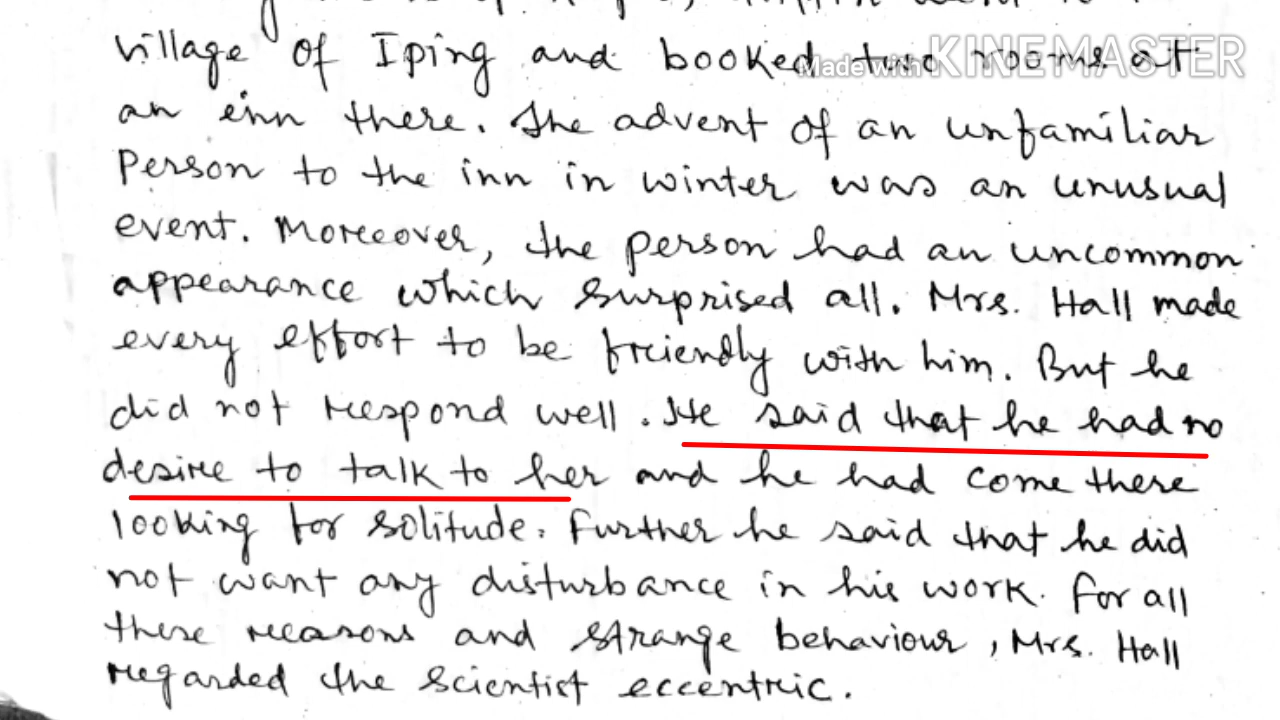 village of Iping and booked two rooms at
Made with KINEMASTER
an inn there. The advent of an unfamiliar
Person to the inn in winter was an unusual
event. Moreover, the person had an uncommon
appearance which surprised all. Mrs. Hall made
every effort to be friendly with him. But he
did not respond well. He said that he had no
desire to talk to her and he had come there
looking for solitude. Further he said that he did
not want any disturbance in his work. For all
these reasons and strange behaviour, Mrs. Hall
regarded the scientist eccentric.